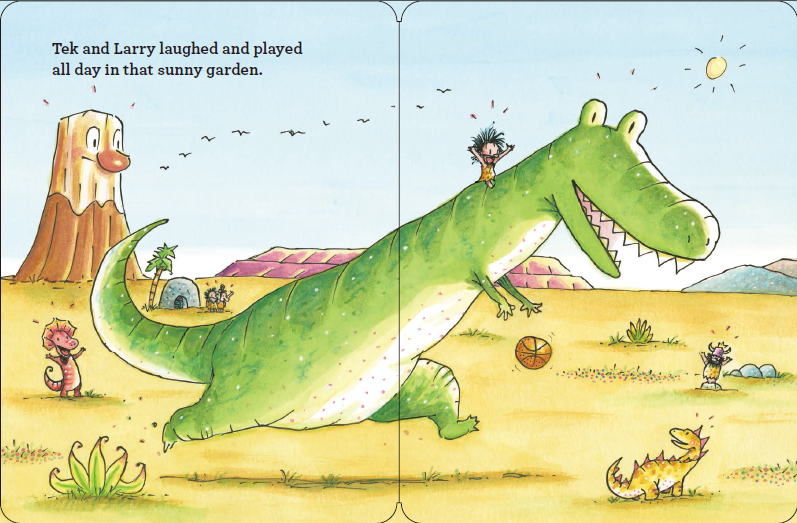 Tek and Larry laughed and played
all day in that sunny garden.